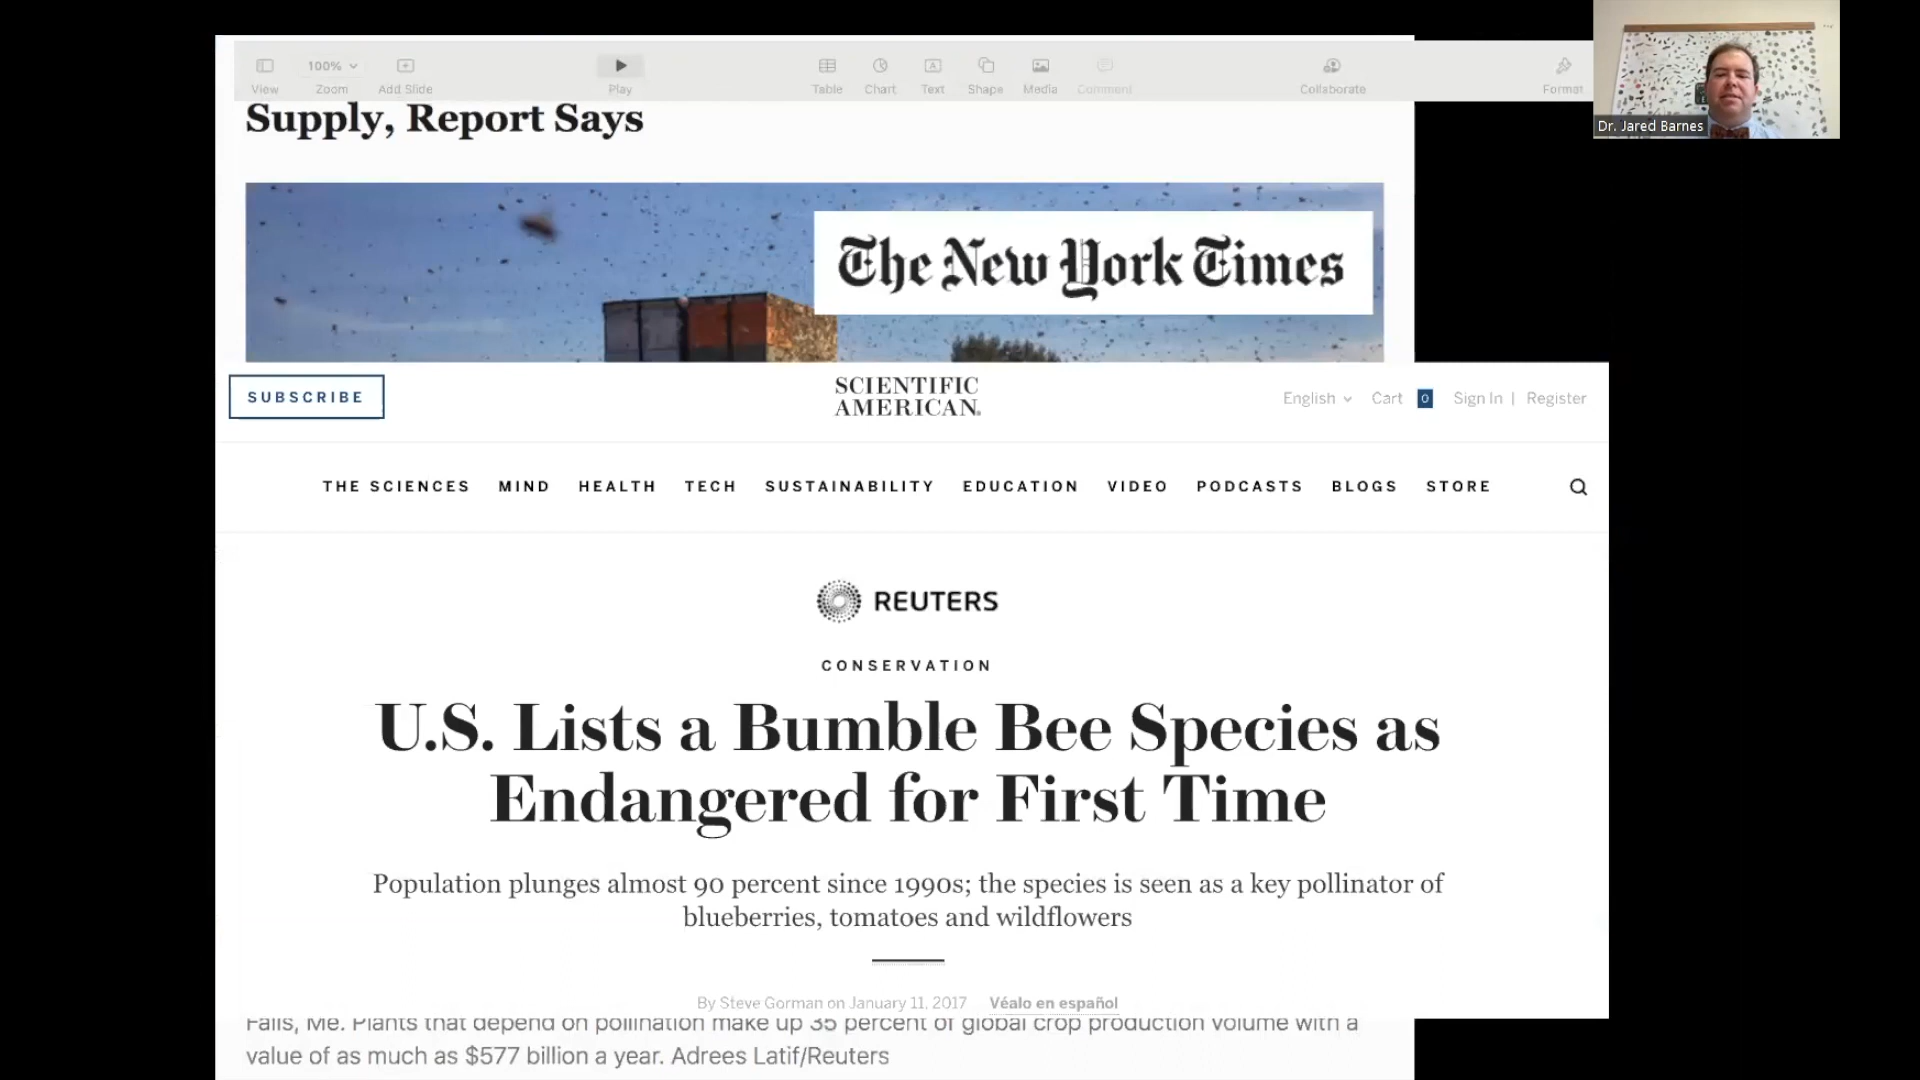 100%
View Zoom Add Slide Play Table Chart Text Shape Media Comment Collaborate Format
Dr. Jared Barnes
Supply, Report Says
The New York Times
SUBSCRIBE
SCIENTIFIC
AMERICAN
English Cart 0 Sign In | Register
THE SCIENCES MIND HEALTH TECH SUSTAINABILITY EDUCATION VIDEO PODCASTS BLOGS STORE
REUTERS
CONSERVATION
U.S. Lists a Bumble Bee Species as
Endangered for First Time
Population plunges almost 90 percent since 1990s; the species is seen as a key pollinator of
blueberries, tomatoes and wildflowers
By Steve Gorman on January 11, 2017 Véalo en español
Falls, Me. Plants that depend on pollination make up 35 percent of global crop production volume with a
value of as much as $577 billion a year. Adrees Latif/Reuters